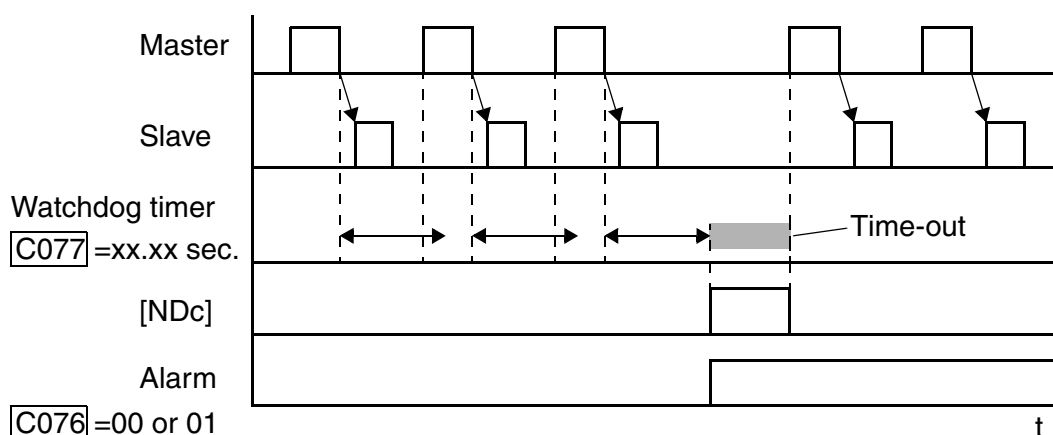 Master
Slave
Watchdog timer
C077 =xx.xx sec.
Time-out
[NDc]
Alarm
C076 =00 or 01
t